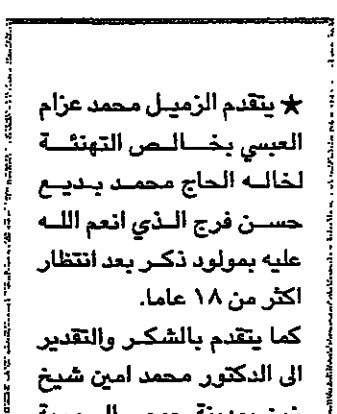 ★ يتقدم الزميل محمد عزام
العبسي بخالص التهنئة
لخاله الحاج محمد بديع
حسن فرج الذي انعم الله
عليه بمولود ذكر بعد انتظار
اكثر من ١٨ عاما.
كما يتقدم بالشكر والتقدير
الى الدكتور محمد امين شيخ